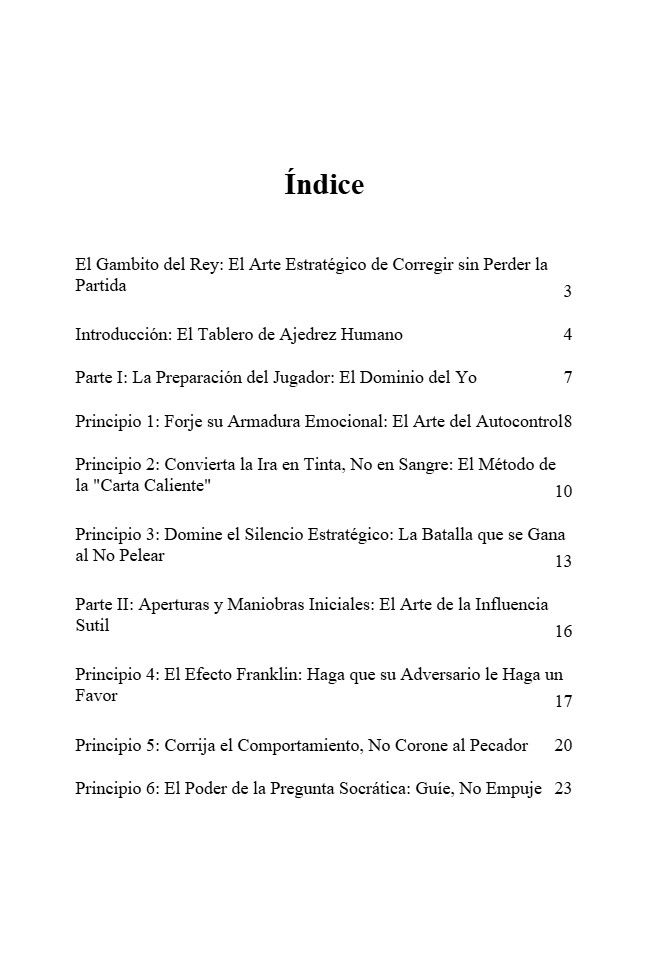 Índice
El Gambito del Rey: El Arte Estratégico de Corregir sin Perder la
Partida
3
Introducción: El Tablero de Ajedrez Humano 4
Parte I: La Preparación del Jugador: El Dominio del Yo 7
Principio 1: Forje su Armadura Emocional: El Arte del Autocontrol8
Principio 2: Convierta la Ira en Tinta, No en Sangre: El Método de
la "Carta Caliente"
10
Principio 3: Domine el Silencio Estratégico: La Batalla que se Gana
al No Pelear
13
Parte II: Aperturas y Maniobras Iniciales: El Arte de la Influencia
Sutil
16
Principio 4: El Efecto Franklin: Haga que su Adversario le Haga un
Favor
17
Principio 5: Corrija el Comportamiento, No Corone al Pecador 20
Principio 6: El Poder de la Pregunta Socrática: Guíe, No Empuje 23